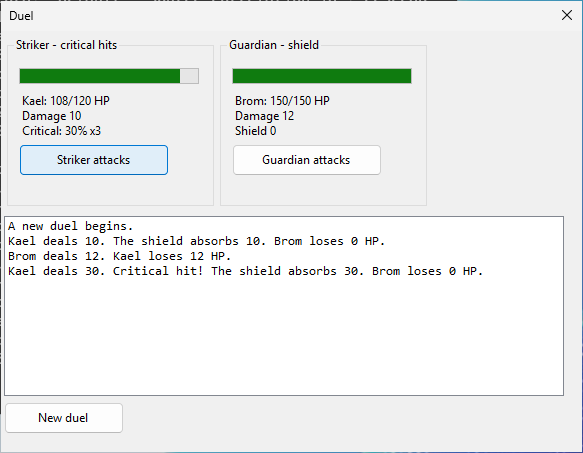 Duel
Striker - critical hits
Kael: 108/120 HP
Damage 10
Critical: 30% x3
Striker attacks
Guardian - shield
Brom: 150/150 HP
Damage 12
Shield 0
Guardian attacks
A new duel begins.
Kael deals 10. The shield absorbs 10. Brom loses 0 HP.
Brom deals 12. Kael loses 12 HP.
Kael deals 30. Critical hit! The shield absorbs 30. Brom loses 0 HP.
New duel